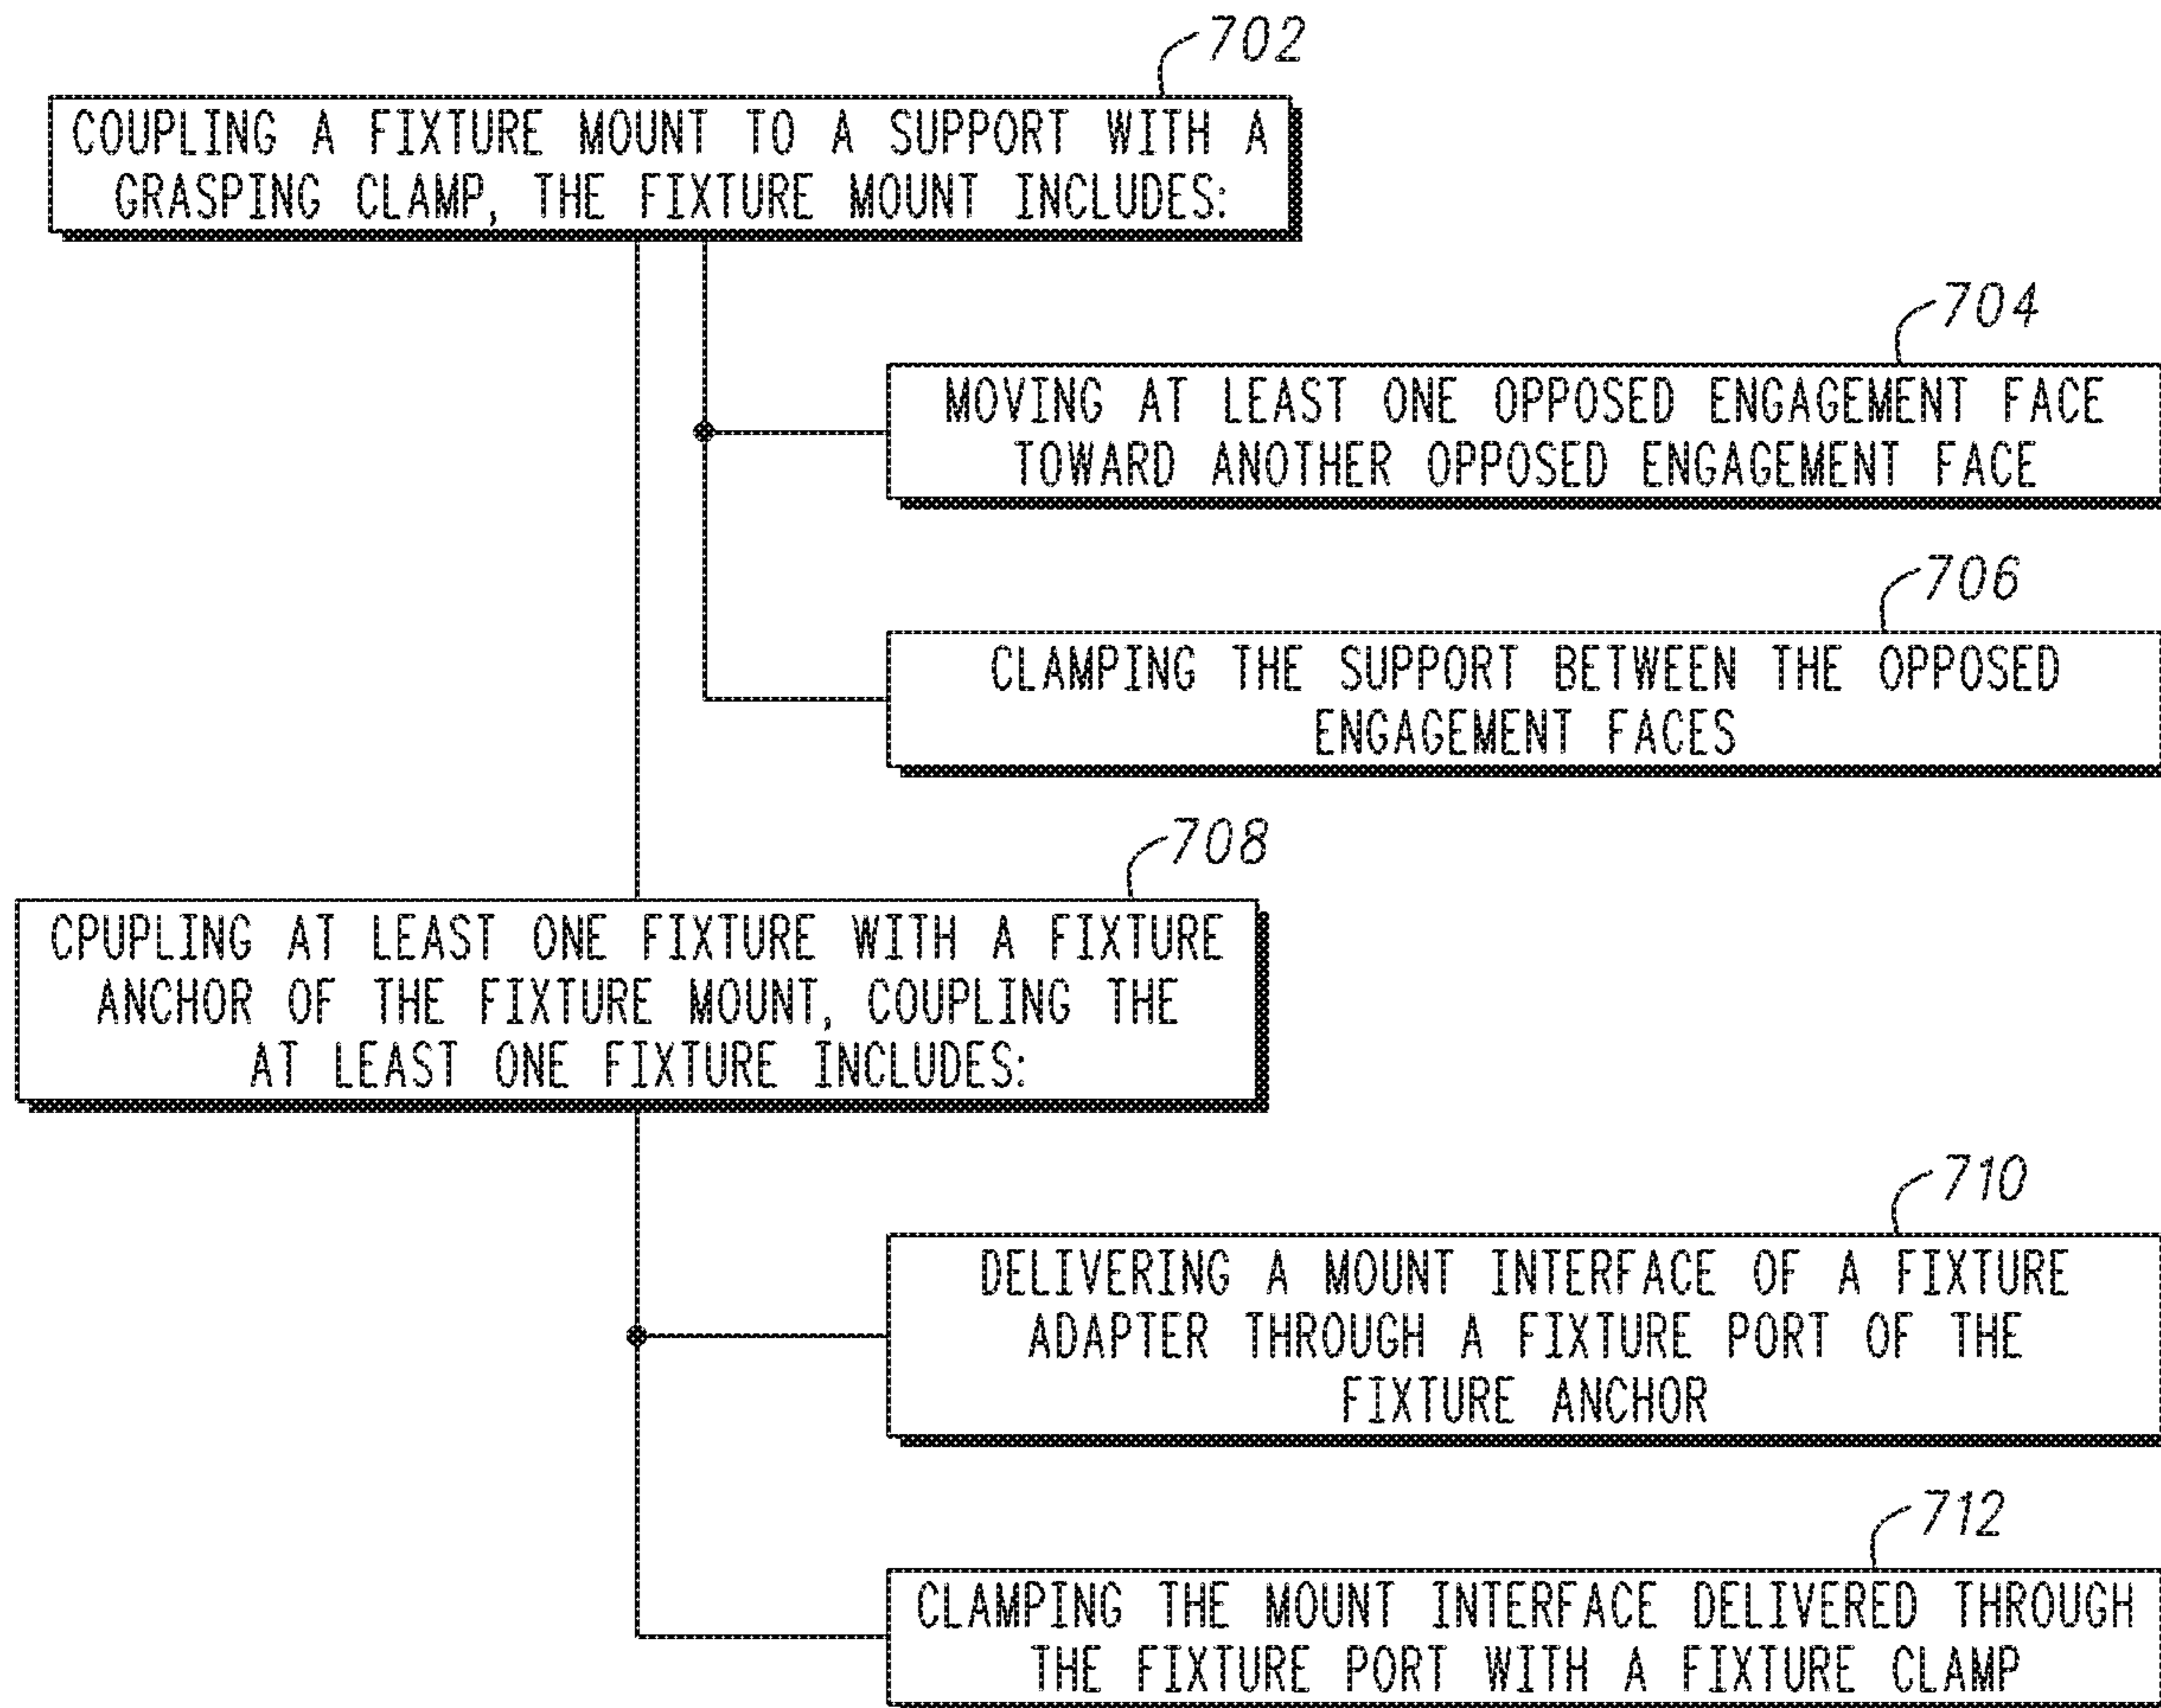 702
COUPLING A FIXTURE MOUNT TO A SUPPORT WITH A
GRASPING CLAMP, THE FIXTURE MOUNT INCLUDES:
704
MOVING AT LEAST ONE OPPOSED ENGAGEMENT FACE
TOWARD ANOTHER OPPOSED ENGAGEMENT FACE
706
CLAMPING THE SUPPORT BETWEEN THE OPPOSED
ENGAGEMENT FACES
708
CPUPLING AT LEAST ONE FIXTURE WITH A FIXTURE
ANCHOR OF THE FIXTURE MOUNT, COUPLING THE
AT LEAST ONE FIXTURE INCLUDES:
710
DELIVERING A MOUNT INTERFACE OF A FIXTURE
ADAPTER THROUGH A FIXTURE PORT OF THE
FIXTURE ANCHOR
712
CLAMPING THE MOUNT INTERFACE DELIVERED THROUGH
THE FIXTURE PORT WITH A FIXTURE CLAMP